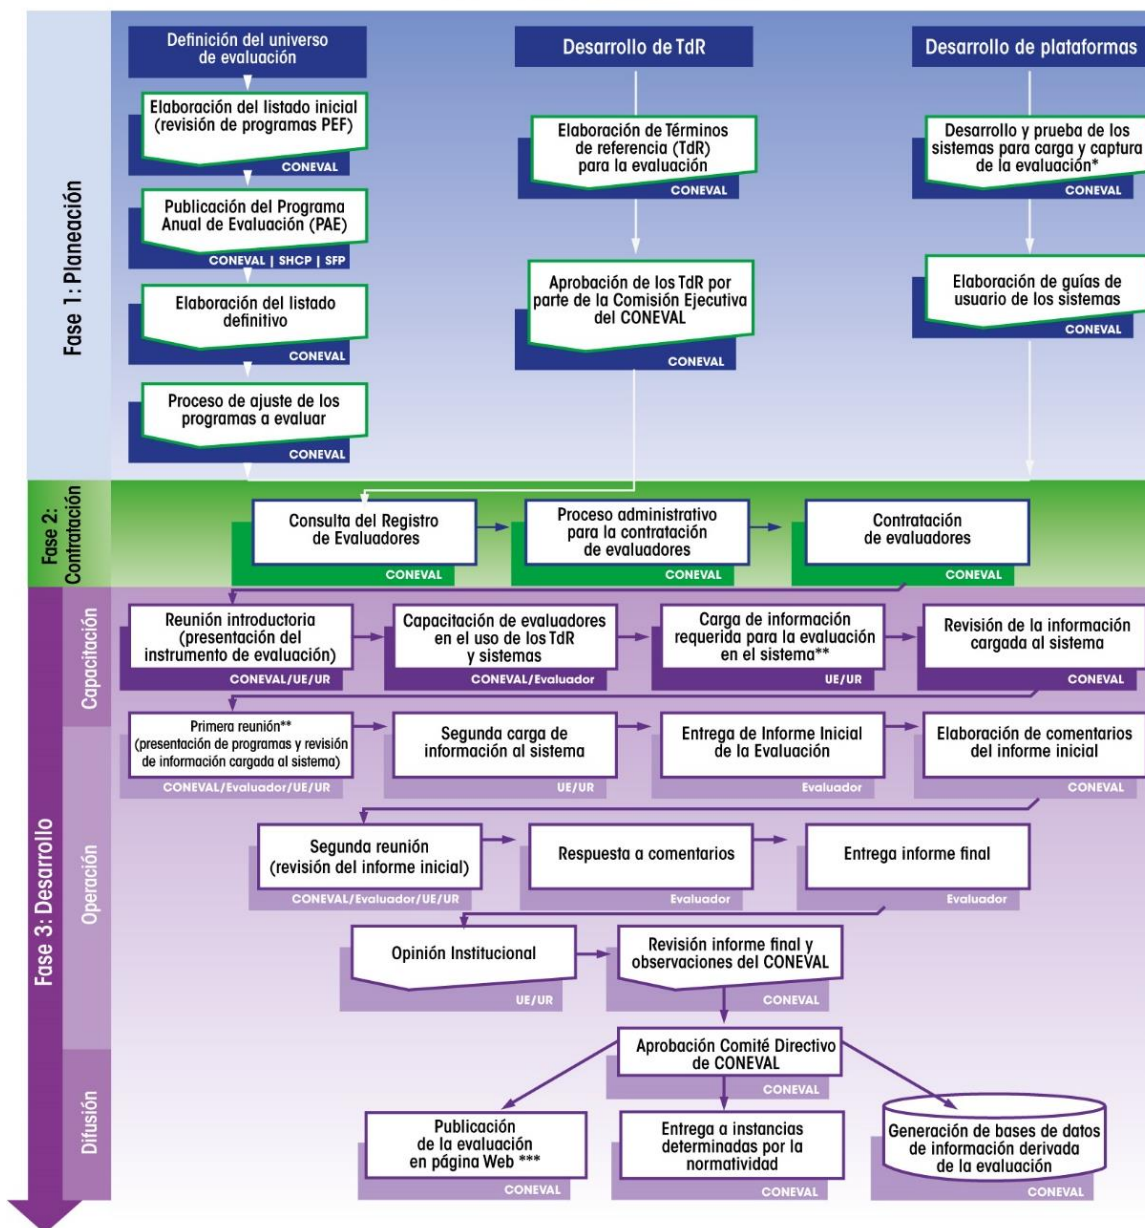 Fase 1: Planeación
Definición del universo
de evaluación
Desarrollo de TdR
Desarrollo de plataformas
Elaboración del listado inicial
(revisión de programas PEF)
CONEVAL
Elaboración de Términos
de referencia (TdR)
para la evaluación
CONEVAL
Desarrollo y prueba de los
sistemas para carga y captura
de la evaluación*
CONEVAL
Publicación del Programa
Anual de Evaluación (PAE)
CONEVAL | SHCP | SFP
Aprobación de los TdR por
parte de la Comisión Ejecutiva
del CONEVAL
CONEVAL
Elaboración de guías de
usuario de los sistemas
CONEVAL
Elaboración del listado
definitivo
CONEVAL
Proceso de ajuste de los
programas a evaluar
CONEVAL
Fase 2:
Contratación
Consulta del Registro
de Evaluadores
CONEVAL
Proceso administrativo
para la contratación
de evaluadores
CONEVAL
Contratación
de evaluadores
CONEVAL
Fase 3: Desarrollo
Capacitación
Reunión introductoria
(presentación del
instrumento de evaluación)
CONEVAL/UE/UR
Capacitación de evaluadores
en el uso de los TdR
y sistemas
CONEVAL/Evaluador
Carga de información
requerida para la evaluación
en el sistema**
UE/UR
Revisión de la información
cargada al sistema
CONEVAL
Operación
Primera reunión**
(presentación de programas y revisión
de información cargada al sistema)
CONEVAL/Evaluador/UE/UR
Segunda carga de
información al sistema
UE/UR
Entrega de Informe Inicial
de la Evaluación
Evaluador
Elaboración de comentarios
del informe inicial
CONEVAL
Segunda reunión
(revisión del informe inicial)
CONEVAL/Evaluador/UE/UR
Respuesta a comentarios
Evaluador
Entrega informe final
Evaluador
Opinión Institucional
UE/UR
Revisión informe final y
observaciones del CONEVAL
CONEVAL
Difusión
Aprobación Comité Directivo
de CONEVAL
CONEVAL
Publicación
de la evaluación
en página Web ***
CONEVAL
Entrega a instancias
determinadas por la
normatividad
CONEVAL
Generación de bases de datos
de información derivada
de la evaluación
CONEVAL